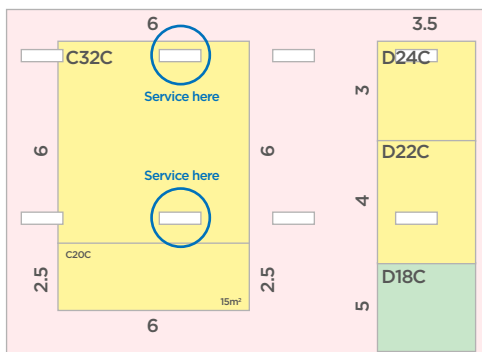 6
3.5
C32C
D24C
Service here
3
6
6
D22C
Service here
4
C20C
D18C
2.5
2.5
15m²
5
6